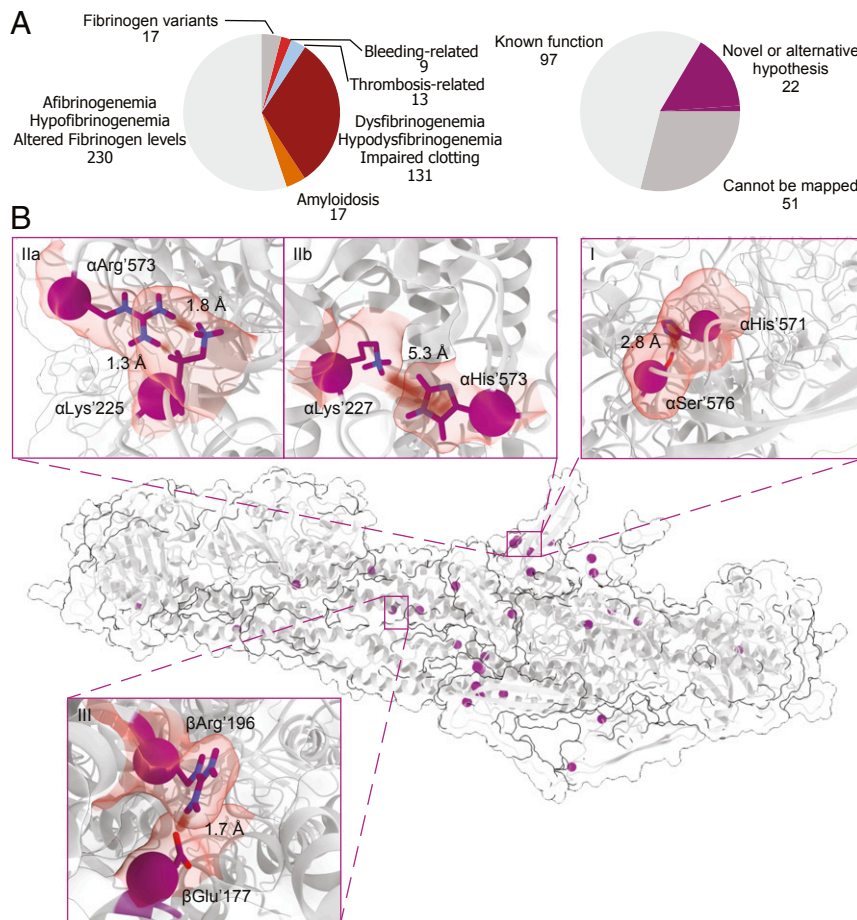 A
Fibrinogen variants
17
Bleeding-related
9
Thrombosis-related
13
Afibrinogenemia
Hypofibrinogenemia
Altered Fibrinogen levels
230
Dysfibrinogenemia
Hypodysfibrinogenemia
Impaired clotting
131
Amyloidosis
17
Known function
97
Novel or alternative
hypothesis
22
Cannot be mapped
51
B
IIa
αArg'573
1.8 Å
1.3 Å
αLys'225
IIb
5.3 Å
αLys'227
αHis'573
I
2.8 Å
αHis'571
αSer'576
III
βArg'196
1.7 Å
βGlu'177